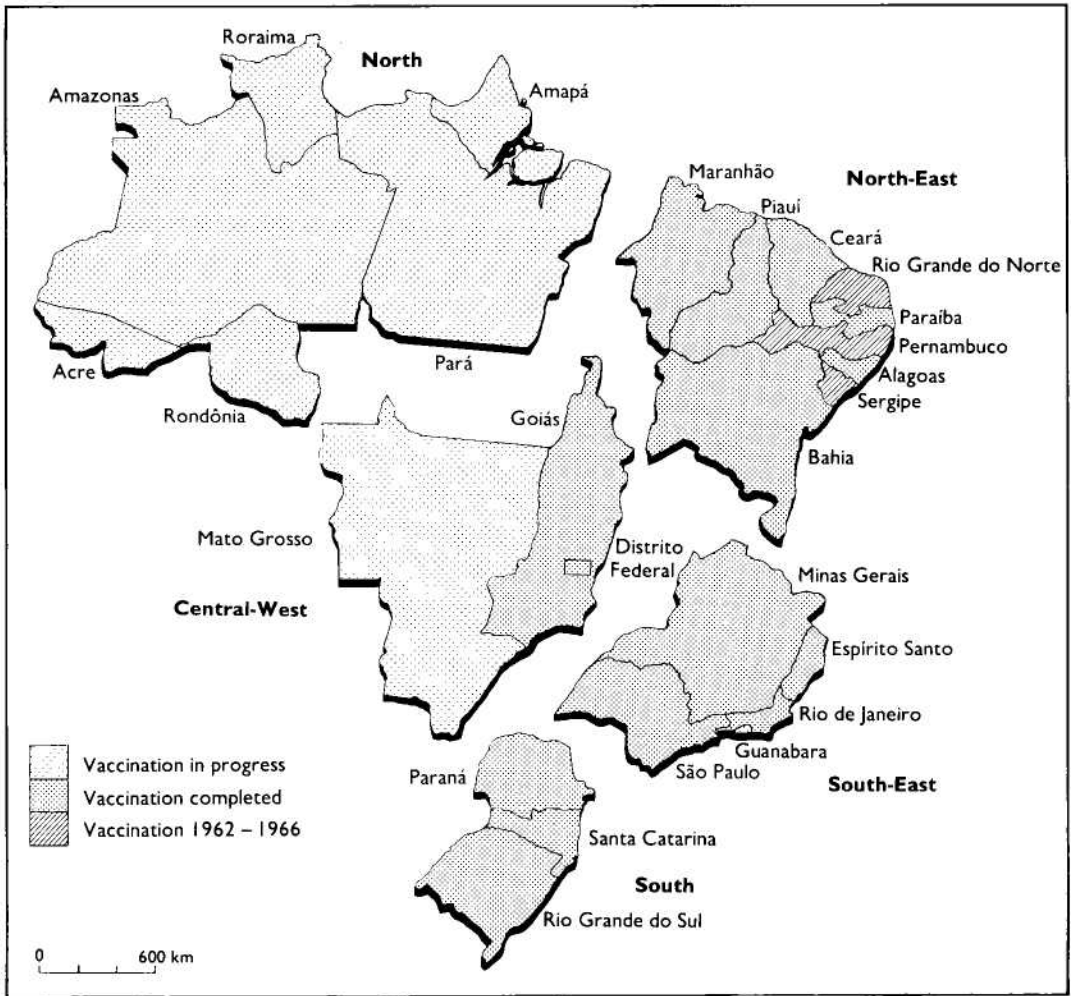 Roraima
North
Amazonas
Amapá
Maranhão
North-East
Piauí
Ceará
Rio Grande do Norte
Paraíba
Pernambuco
Alagoas
Sergipe
Bahia
Acre
Pará
Rondônia
Goiás
Mato Grosso
Distrito
Federal
Central-West
Minas Gerais
Espírito Santo
Rio de Janeiro
Guanabara
São Paulo
South-East
Paraná
Santa Catarina
South
Rio Grande do Sul
Vaccination in progress
Vaccination completed
Vaccination 1962 – 1966
0 600 km